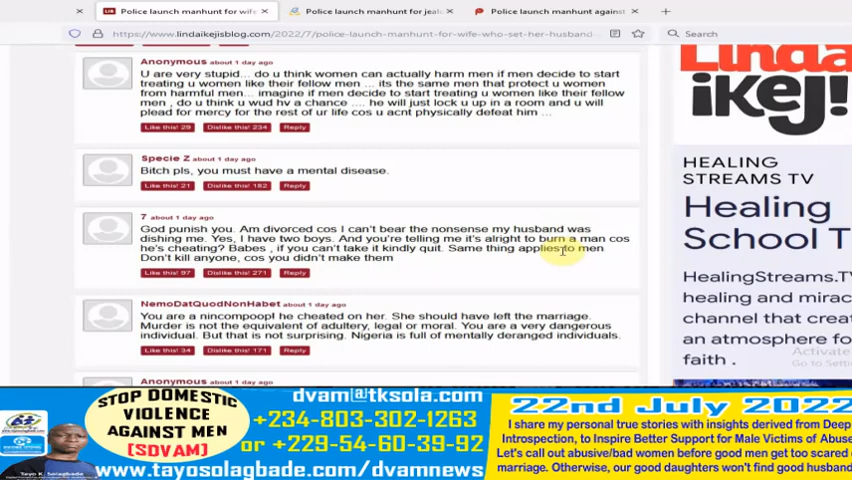 Police launch manhunt for wife
Police launch manhunt for jeal
Police launch manhunt against
https://www.lindaikejisblog.com/2022/7/police-launch-manhunt-for-wife-who-set-her-husband
Search
Anonymous about 1 day ago
U are very stupid... do u think women can actually harm men if men decide to start
treating u women like their fellow men ... its the same men that protect u women
from harmful men... imagine if men decide to start treating u women like their fellow
men , do u think u wud hv a chance .... he will just lock u up in a room and u will
plead for mercy for the rest of ur life cos u acnt physically defeat him ...
Like this! 29 Dislike this! 234 Reply
Specie Z about 1 day ago
Bitch pls, you must have a mental disease.
Like this! 21 Dislike this! 182 Reply
7 about 1 day ago
God punish you. Am divorced cos I can't bear the nonsense my husband was
dishing me. Yes, I have two boys. And you're telling me it's alright to burn a man cos
he's cheating? Babes , if you can't take it kindly quit. Same thing applies to men
Don't kill anyone, cos you didn't make them
Like this! 97 Dislike this! 271 Reply
NemoDatQuodNonHabet about 1 day ago
You are a nincompoop! he cheated on her. She should have left the marriage.
Murder is not the equivalent of adultery, legal or moral. You are a very dangerous
individual. But that is not surprising. Nigeria is full of mentally deranged individuals.
Like this! 34 Dislike this! 171 Reply
Anonymous about 1 day ago
Linda
iKeji
HEALING
STREAMS TV
Healing
School T
HealingStreams.TV
healing and mirac
channel that crea
an atmosphere fo
faith .
Activate
Go to Settin
STOP DOMESTIC
VIOLENCE
AGAINST MEN
(SDVAM)
Tayo K. Solagbade
dvam@tksola.com
+234-803-302-1263
or +229-54-60-39-92
www.tayosolagbade.com/dvamnews
22nd July 2022
I share my personal true stories with insights derived from Deep
Introspection, to Inspire Better Support for Male Victims of Abuse
Let's call out abusive/bad women before good men get too scared o
marriage. Otherwise, our good daughters won't find good husband